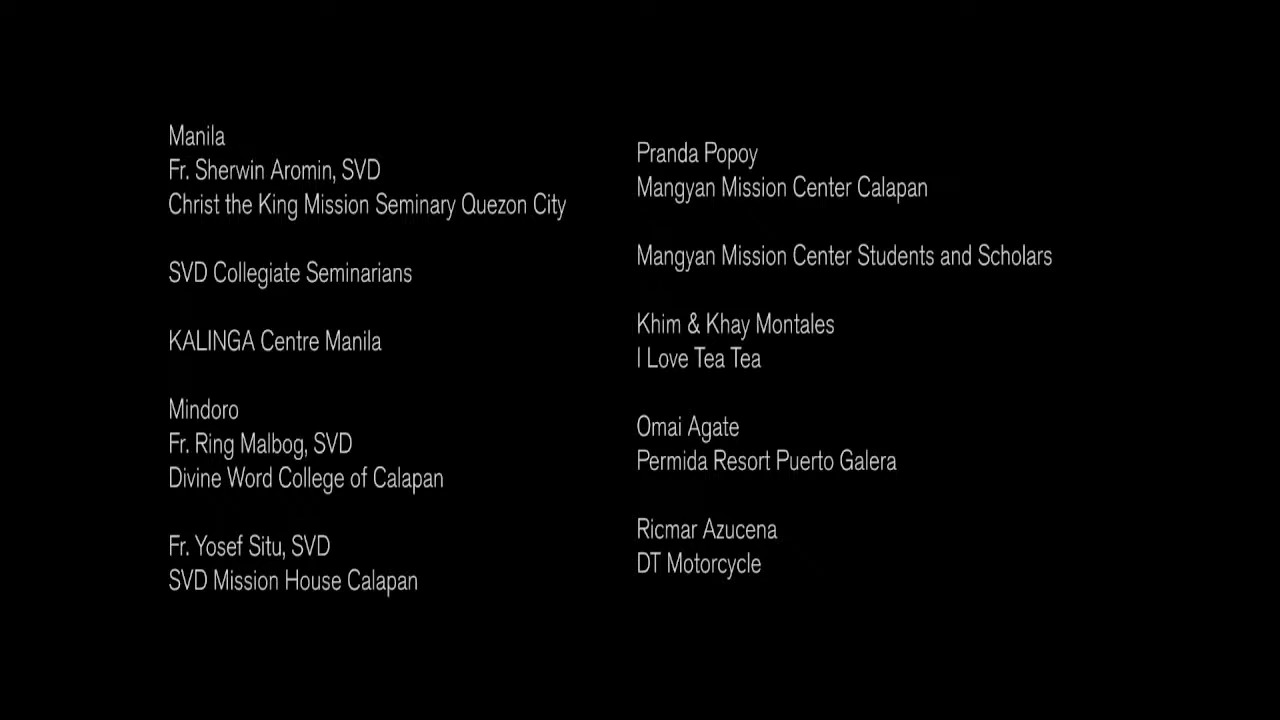 Manila
Fr. Sherwin Aromin, SVD
Christ the King Mission Seminary Quezon City
SVD Collegiate Seminarians
KALINGA Centre Manila
Mindoro
Fr. Ring Malbog, SVD
Divine Word College of Calapan
Fr. Yosef Situ, SVD
SVD Mission House Calapan
Pranda Popoy
Mangyan Mission Center Calapan
Mangyan Mission Center Students and Scholars
Khim & Khay Montales
I Love Tea Tea
Omai Agate
Permida Resort Puerto Galera
Ricmar Azucena
DT Motorcycle